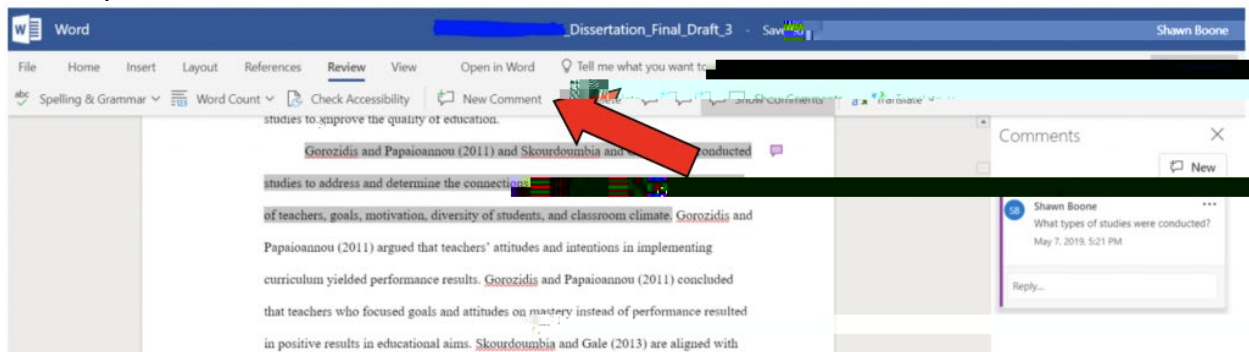 Word
_Dissertation_Final_Draft_3 - Saved
Shawn Boone
File Home Insert Layout References Review View Open in Word Tell me what you want to
abc Spelling & Grammar 123 Word Count Check Accessibility New Comment Show Comments Translate
studies to improve the quality of education.
Gorozidis and Papaioannou (2011) and Skourdoumbia and conducted
studies to address and determine the connections
of teachers, goals, motivation, diversity of students, and classroom climate. Gorozidis and
Papaioannou (2011) argued that teachers' attitudes and intentions in implementing
curriculum yielded performance results. Gorozidis and Papaioannou (2011) concluded
that teachers who focused goals and attitudes on mastery instead of performance resulted
in positive results in educational aims. Skourdoumbia and Gale (2013) are aligned with
Comments
New
SB Shawn Boone
What types of studies were conducted?
May 7, 2019, 5:21 PM
Reply...